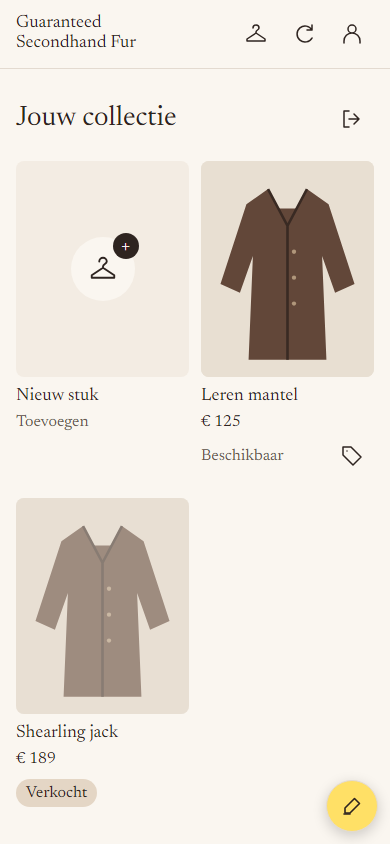 Guaranteed
Secondhand Fur
Jouw collectie
+
Nieuw stuk
Toevoegen
Leren mantel
€ 125
Beschikbaar
Shearling jack
€ 189
Verkocht